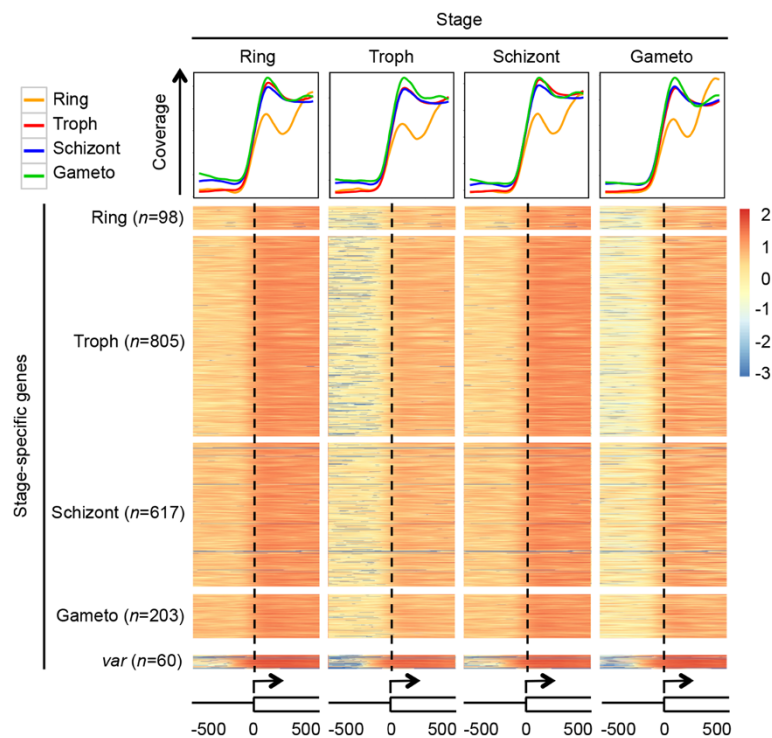 Stage
Ring Troph Schizont Gameto
Ring
Troph
Schizont
Gameto
Coverage
Stage-specific genes
Ring (n=98)
Troph (n=805)
Schizont (n=617)
Gameto (n=203)
var (n=60)
2
1
0
-1
-2
-3
-500 0 500 -500 0 500 -500 0 500 -500 0 500